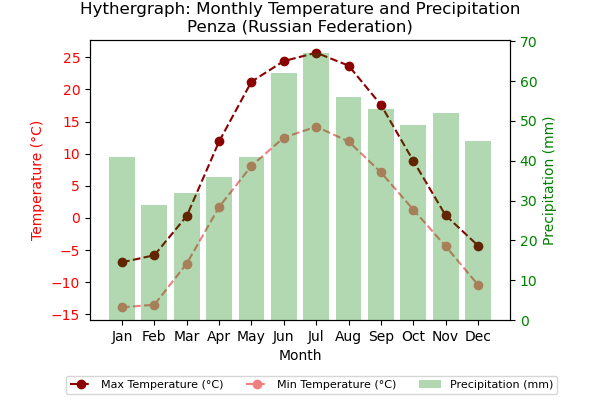 Hythergraph: Monthly Temperature and Precipitation
Penza (Russian Federation)
Temperature (°C)
25
20
15
10
5
0
−5
−10
−15
70
60
50
40
30
20
10
0
Precipitation (mm)
Jan Feb Mar Apr May Jun Jul Aug Sep Oct Nov Dec
Month
Max Temperature (°C) Min Temperature (°C) Precipitation (mm)